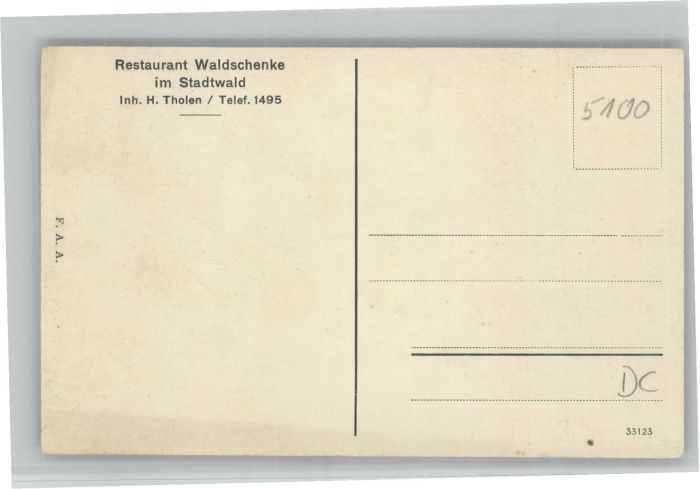 Restaurant Waldschenke
im Stadtwald
Inh. H. Tholen / Telef. 1495
F. A. A.
5100
DC
33123